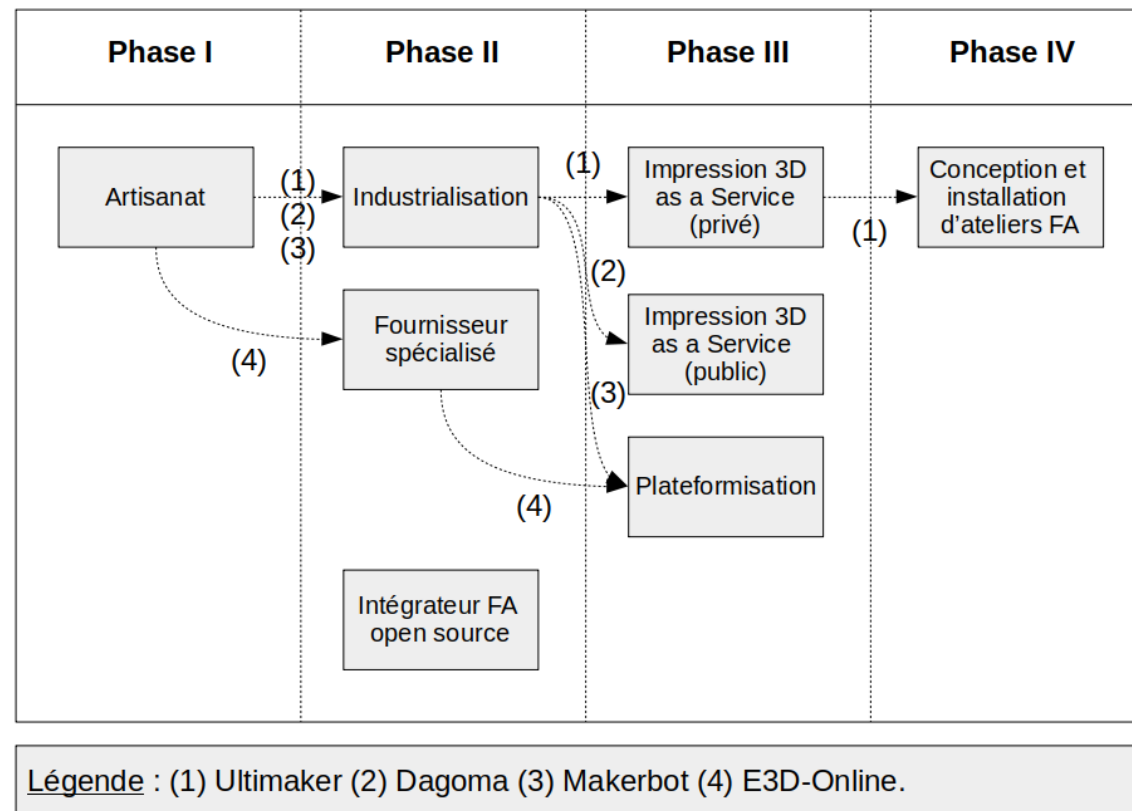 Phase I
Phase II
Phase III
Phase IV
Artisanat
(1)
(2)
(3)
Industrialisation
(1)
Impression 3D
as a Service
(privé)
(1)
Conception et
installation
d'ateliers FA
(4)
Fournisseur
spécialisé
(2)
Impression 3D
as a Service
(public)
(3)
(4)
Plateformisation
Intégrateur FA
open source
Légende : (1) Ultimaker (2) Dagoma (3) Makerbot (4) E3D-Online.